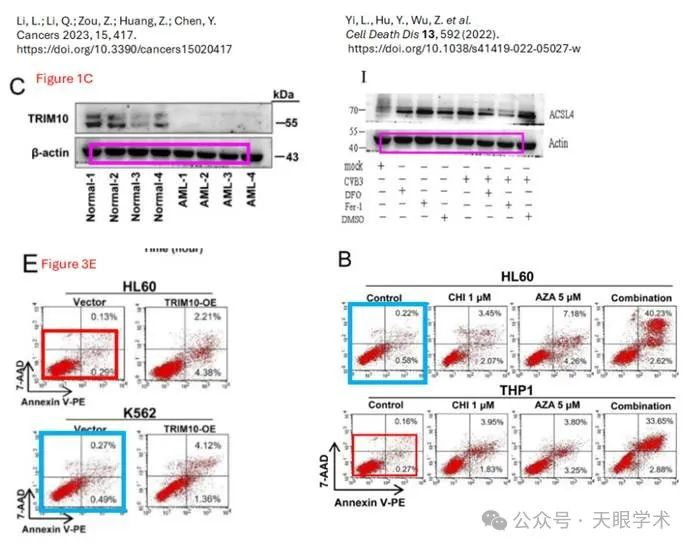 Li, L.; Li, Q.; Zou, Z.; Huang, Z.; Chen, Y.
Cancers 2023, 15, 417.
https://doi.org/10.3390/cancers15020417
Yi, L., Hu, Y., Wu, Z. et al.
Cell Death Dis 13, 592 (2022).
https://doi.org/10.1038/s41419-022-05027-w
C Figure 1C
kDa
TRIM10
55
β-actin
43
Normal-1 Normal-2 Normal-3 Normal-4 AML-1 AML-2 AML-3 AML-4
I
70
ACSL4
55
40
Actin
mock + − − − − − − −
CVB3 − − − − + + + +
DFO − + − − − + − −
Fer-1 − − + − − − + −
DMSO − − − + − − − +
Time (hour)
E Figure 3E
HL60
Vector TRIM10-OE
0.13% 2.21%
0.29% 4.38%
7-AAD
Annexin V-PE
K562
Vector TRIM10-OE
0.27% 4.12%
0.49% 1.36%
7-AAD
Annexin V-PE
B
HL60
Control CHI 1 μM AZA 5 μM Combination
0.22% 3.45% 7.18% 40.23%
0.58% 2.07% 4.26% 2.62%
THP1
Control CHI 1 μM AZA 5 μM Combination
0.16% 3.95% 3.80% 33.65%
0.27% 1.83% 3.25% 2.88%
7-AAD
Annexin V-PE
公众号 · 天眼学术